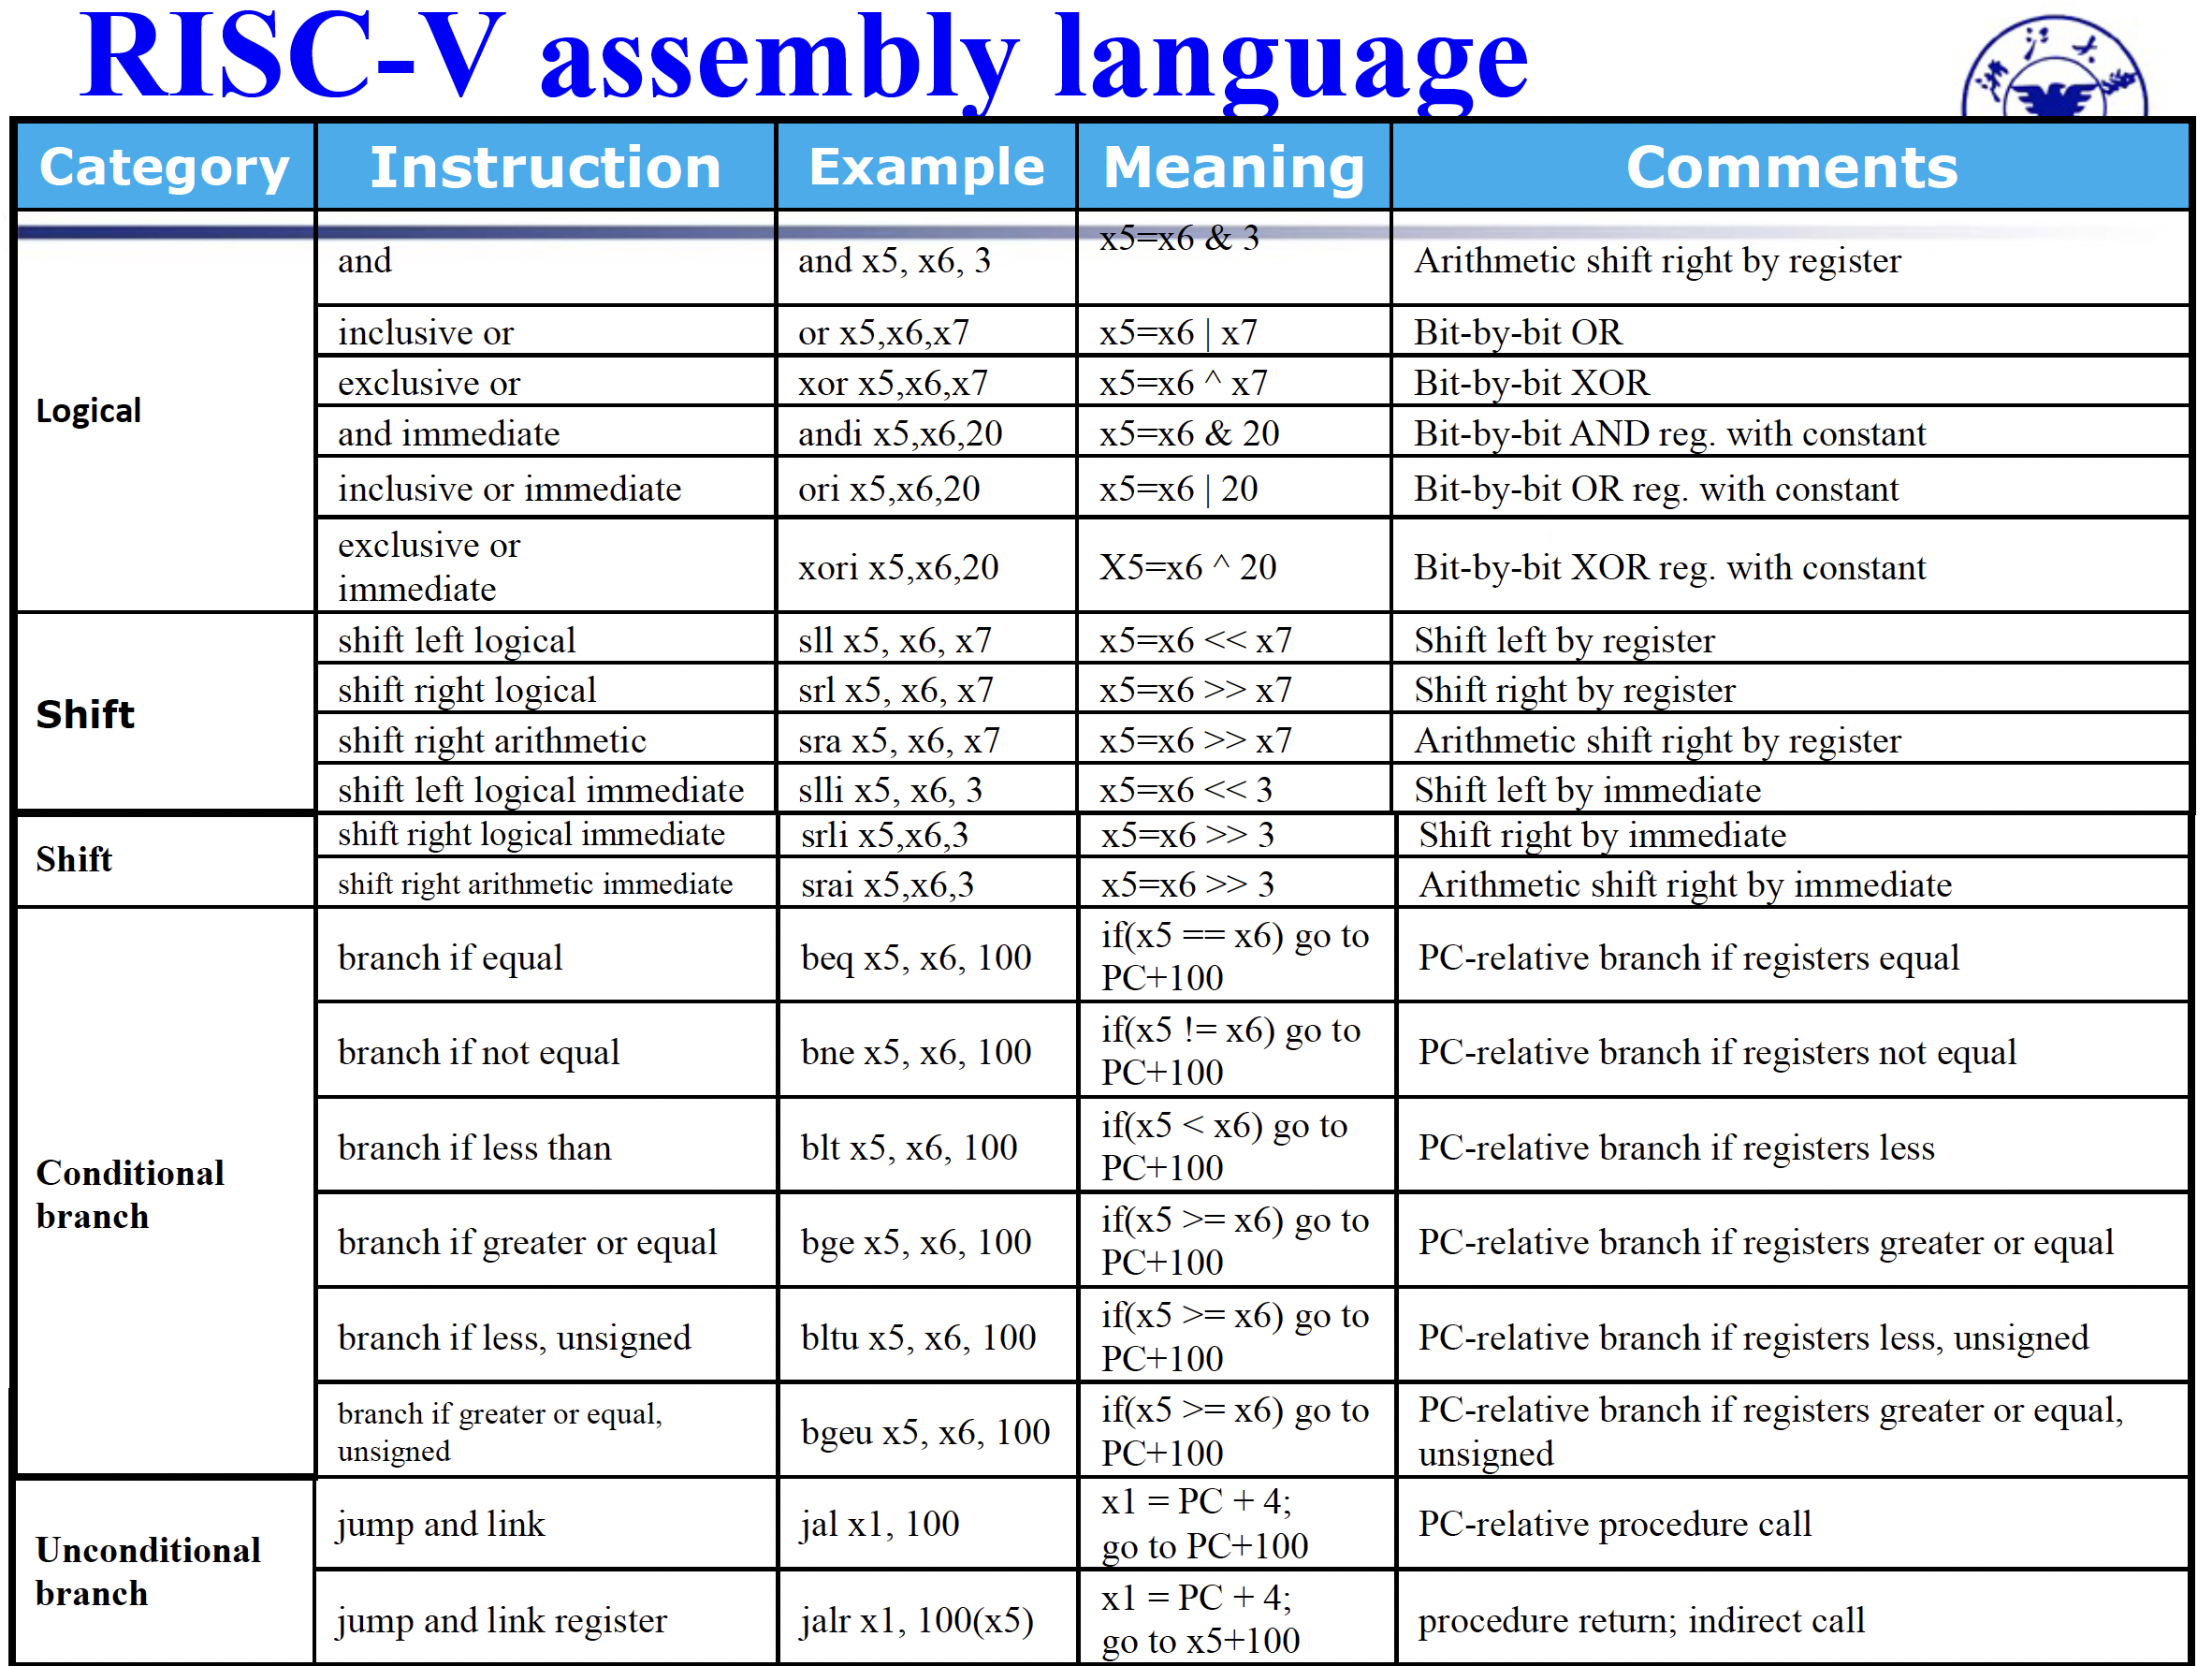 RISC-V assembly language
Category Instruction Example Meaning Comments
Logical
and and x5, x6, 3 x5=x6 & 3 Arithmetic shift right by register
inclusive or or x5,x6,x7 x5=x6 | x7 Bit-by-bit OR
exclusive or xor x5,x6,x7 x5=x6 ^ x7 Bit-by-bit XOR
and immediate andi x5,x6,20 x5=x6 & 20 Bit-by-bit AND reg. with constant
inclusive or immediate ori x5,x6,20 x5=x6 | 20 Bit-by-bit OR reg. with constant
exclusive or
immediate
xori x5,x6,20 X5=x6 ^ 20 Bit-by-bit XOR reg. with constant
Shift
shift left logical sll x5, x6, x7 x5=x6 << x7 Shift left by register
shift right logical srl x5, x6, x7 x5=x6 >> x7 Shift right by register
shift right arithmetic sra x5, x6, x7 x5=x6 >> x7 Arithmetic shift right by register
shift left logical immediate slli x5, x6, 3 x5=x6 << 3 Shift left by immediate
Shift
shift right logical immediate srli x5,x6,3 x5=x6 >> 3 Shift right by immediate
shift right arithmetic immediate srai x5,x6,3 x5=x6 >> 3 Arithmetic shift right by immediate
Conditional
branch
branch if equal beq x5, x6, 100
if(x5 == x6) go to
PC+100
PC-relative branch if registers equal
branch if not equal bne x5, x6, 100
if(x5 != x6) go to
PC+100
PC-relative branch if registers not equal
branch if less than blt x5, x6, 100
if(x5 < x6) go to
PC+100
PC-relative branch if registers less
branch if greater or equal bge x5, x6, 100
if(x5 >= x6) go to
PC+100
PC-relative branch if registers greater or equal
branch if less, unsigned bltu x5, x6, 100
if(x5 >= x6) go to
PC+100
PC-relative branch if registers less, unsigned
branch if greater or equal,
unsigned
bgeu x5, x6, 100
if(x5 >= x6) go to
PC+100
PC-relative branch if registers greater or equal,
unsigned
Unconditional
branch
jump and link jal x1, 100
x1 = PC + 4;
go to PC+100
PC-relative procedure call
jump and link register jalr x1, 100(x5)
x1 = PC + 4;
go to x5+100
procedure return; indirect call